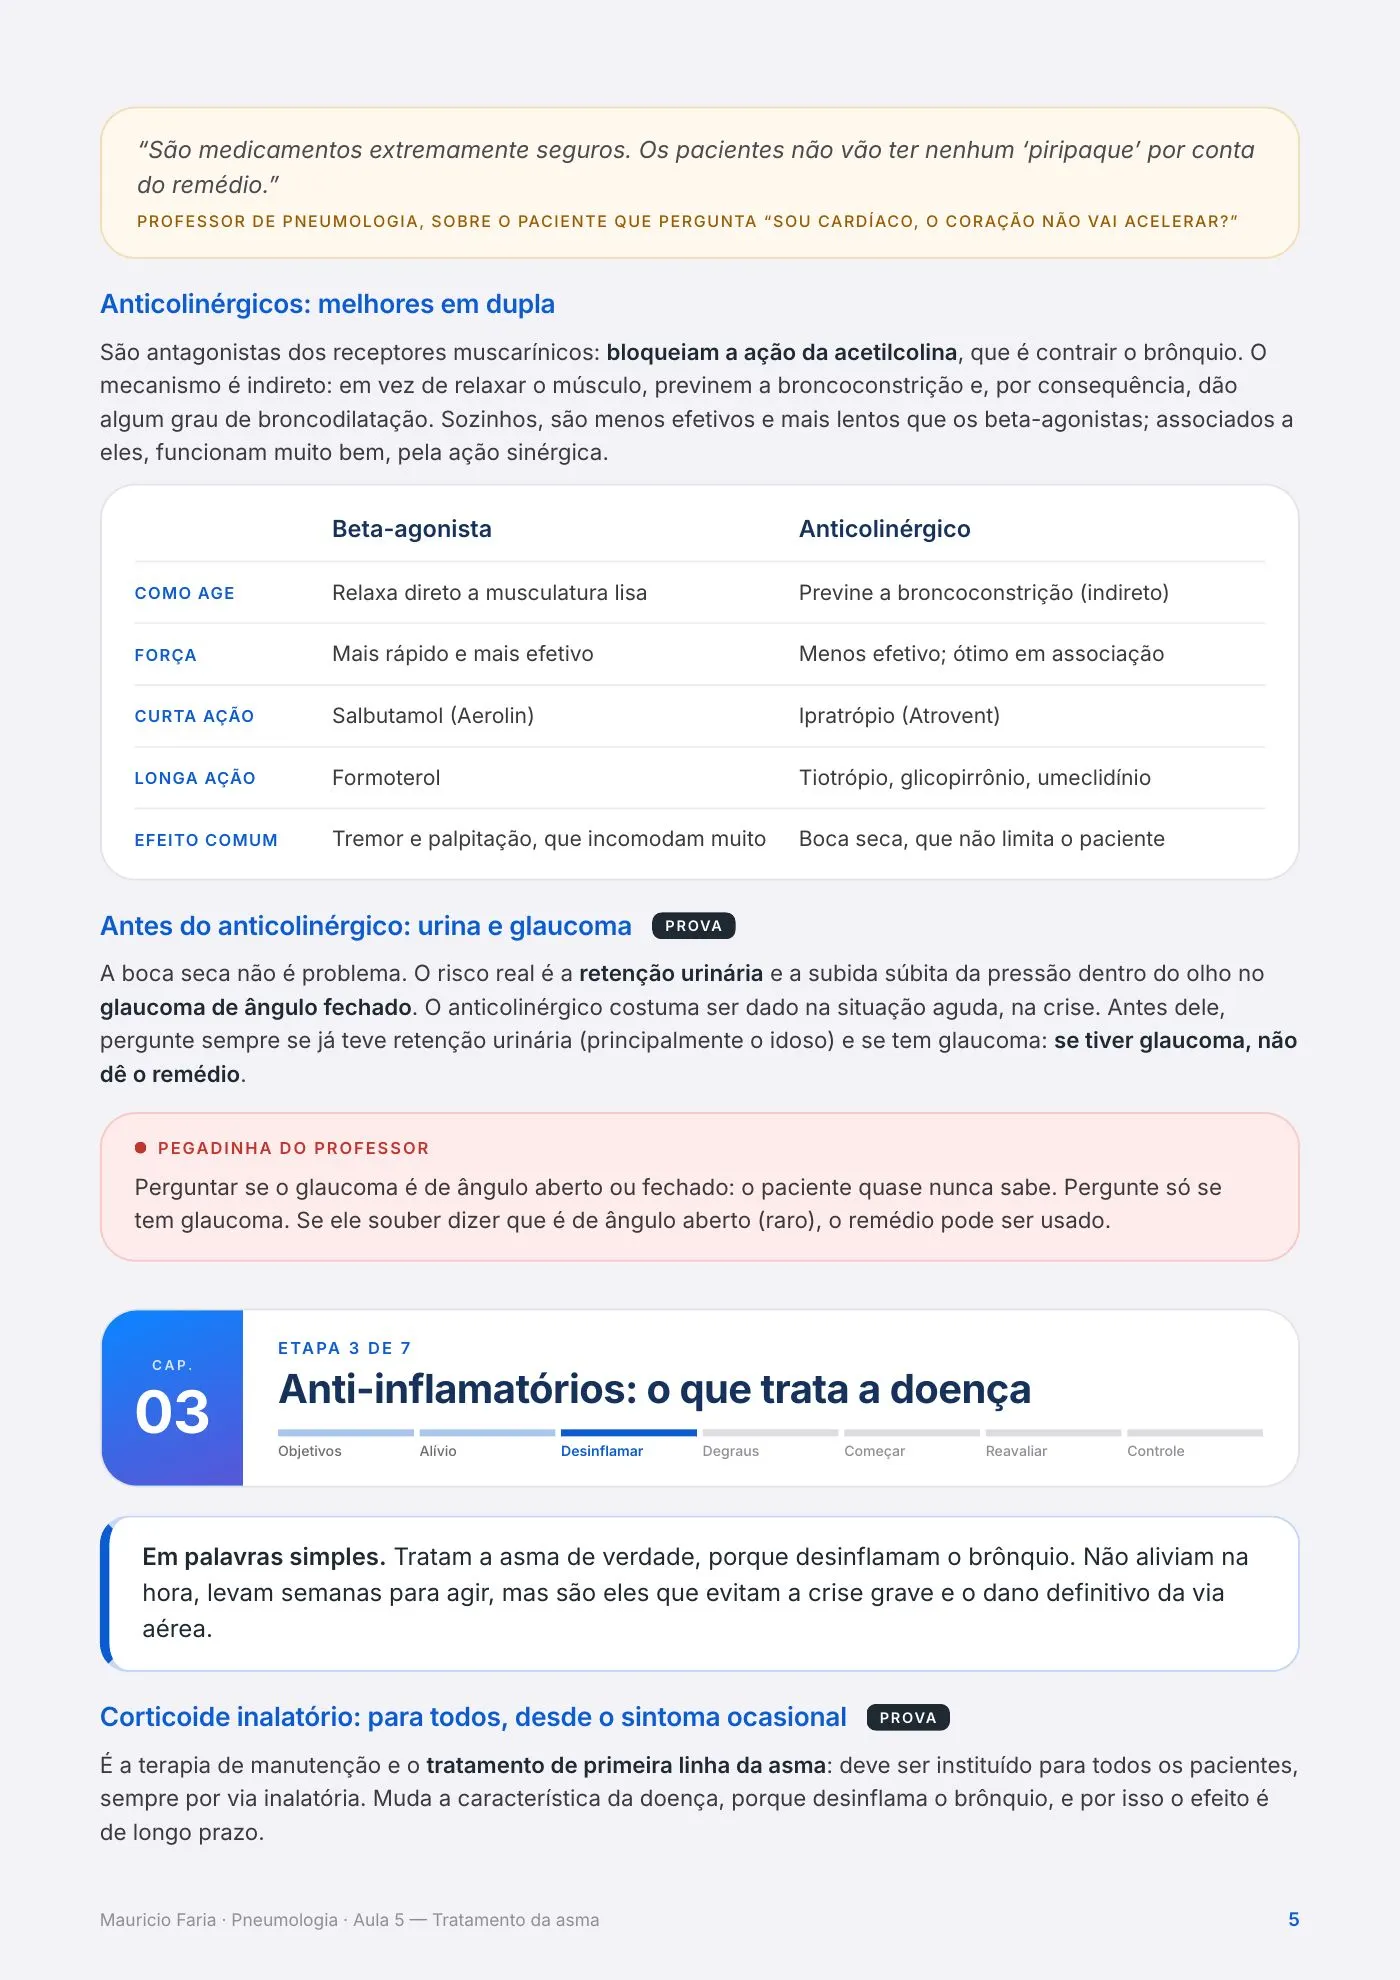 “São medicamentos extremamente seguros. Os pacientes não vão ter nenhum ‘piripaque’ por conta
do remédio.”
PROFESSOR DE PNEUMOLOGIA, SOBRE O PACIENTE QUE PERGUNTA “SOU CARDÍACO, O CORAÇÃO NÃO VAI ACELERAR?”
Anticolinérgicos: melhores em dupla
São antagonistas dos receptores muscarínicos: bloqueiam a ação da acetilcolina, que é contrair o brônquio. O
mecanismo é indireto: em vez de relaxar o músculo, previnem a broncoconstrição e, por consequência, dão
algum grau de broncodilatação. Sozinhos, são menos efetivos e mais lentos que os beta-agonistas; associados a
eles, funcionam muito bem, pela ação sinérgica.
Beta-agonista Anticolinérgico
COMO AGE Relaxa direto a musculatura lisa Previne a broncoconstrição (indireto)
FORÇA Mais rápido e mais efetivo Menos efetivo; ótimo em associação
CURTA AÇÃO Salbutamol (Aerolin) Ipratrópio (Atrovent)
LONGA AÇÃO Formoterol Tiotrópio, glicopirrônio, umeclidínio
EFEITO COMUM Tremor e palpitação, que incomodam muito Boca seca, que não limita o paciente
Antes do anticolinérgico: urina e glaucoma PROVA
A boca seca não é problema. O risco real é a retenção urinária e a subida súbita da pressão dentro do olho no
glaucoma de ângulo fechado. O anticolinérgico costuma ser dado na situação aguda, na crise. Antes dele,
pergunte sempre se já teve retenção urinária (principalmente o idoso) e se tem glaucoma: se tiver glaucoma, não
dê o remédio.
PEGADINHA DO PROFESSOR
Perguntar se o glaucoma é de ângulo aberto ou fechado: o paciente quase nunca sabe. Pergunte só se
tem glaucoma. Se ele souber dizer que é de ângulo aberto (raro), o remédio pode ser usado.
CAP.
03
ETAPA 3 DE 7
Anti-inflamatórios: o que trata a doença
Objetivos Alívio Desinflamar Degraus Começar Reavaliar Controle
Em palavras simples. Tratam a asma de verdade, porque desinflamam o brônquio. Não aliviam na
hora, levam semanas para agir, mas são eles que evitam a crise grave e o dano definitivo da via
aérea.
Corticoide inalatório: para todos, desde o sintoma ocasional PROVA
É a terapia de manutenção e o tratamento de primeira linha da asma: deve ser instituído para todos os pacientes,
sempre por via inalatória. Muda a característica da doença, porque desinflama o brônquio, e por isso o efeito é
de longo prazo.
Mauricio Faria · Pneumologia · Aula 5 — Tratamento da asma 5